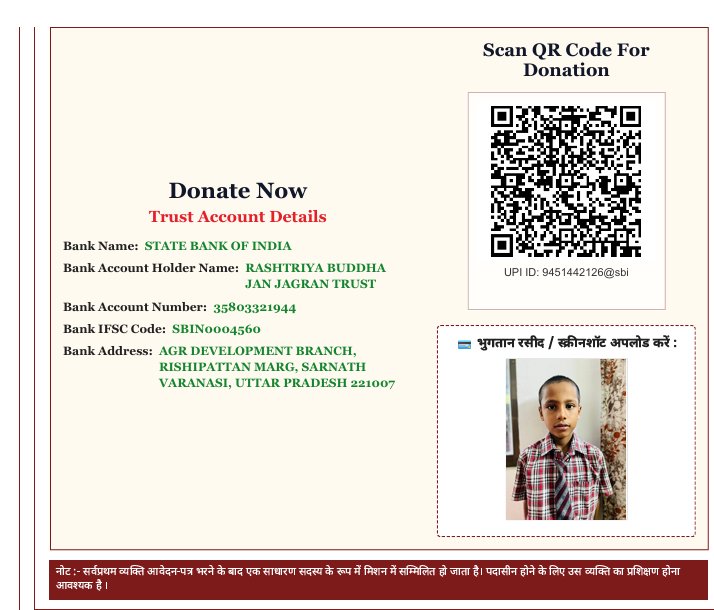 Donate Now
Trust Account Details
Bank Name: STATE BANK OF INDIA
Bank Account Holder Name: RASHTRIYA BUDDHA
JAN JAGRAN TRUST
Bank Account Number: 35803321944
Bank IFSC Code: SBIN0004560
Bank Address: AGR DEVELOPMENT BRANCH,
RISHIPATTAN MARG, SARNATH
VARANASI, UTTAR PRADESH 221007
Scan QR Code For
Donation
UPI ID: 9451442126@sbi
भुगतान रसीद / स्क्रीनशॉट अपलोड करें :
नोट :- सर्वप्रथम व्यक्ति आवेदन-पत्र भरने के बाद एक साधारण सदस्य के रूप में मिशन में सम्मिलित हो जाता है। पदासीन होने के लिए उस व्यक्ति का प्रशिक्षण होना
आवश्यक है ।